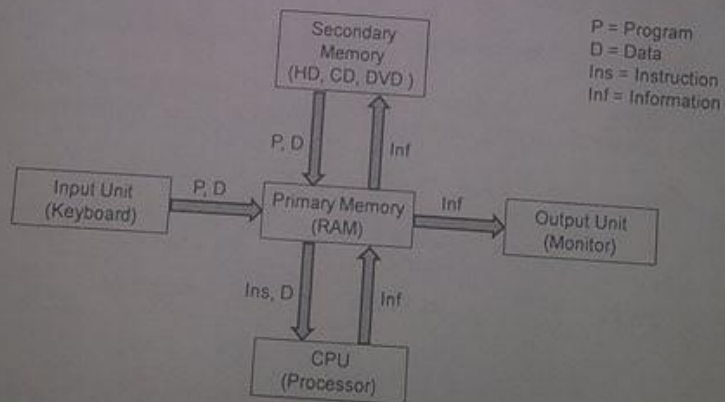 Secondary
Memory
(HD, CD, DVD )
P = Program
D = Data
Ins = Instruction
Inf = Information
P, D
Inf
Input Unit
(Keyboard)
P, D
Primary Memory
(RAM)
Inf
Output Unit
(Monitor)
Ins, D
Inf
CPU
(Processor)